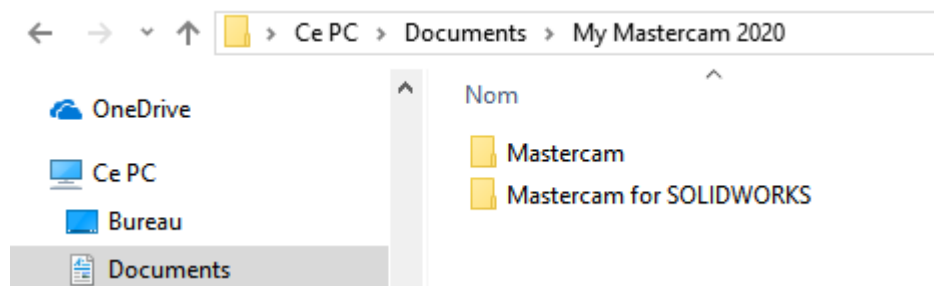 Ce PC > Documents > My Mastercam 2020
OneDrive
Ce PC
Bureau
Documents
Nom
Mastercam
Mastercam for SOLIDWORKS